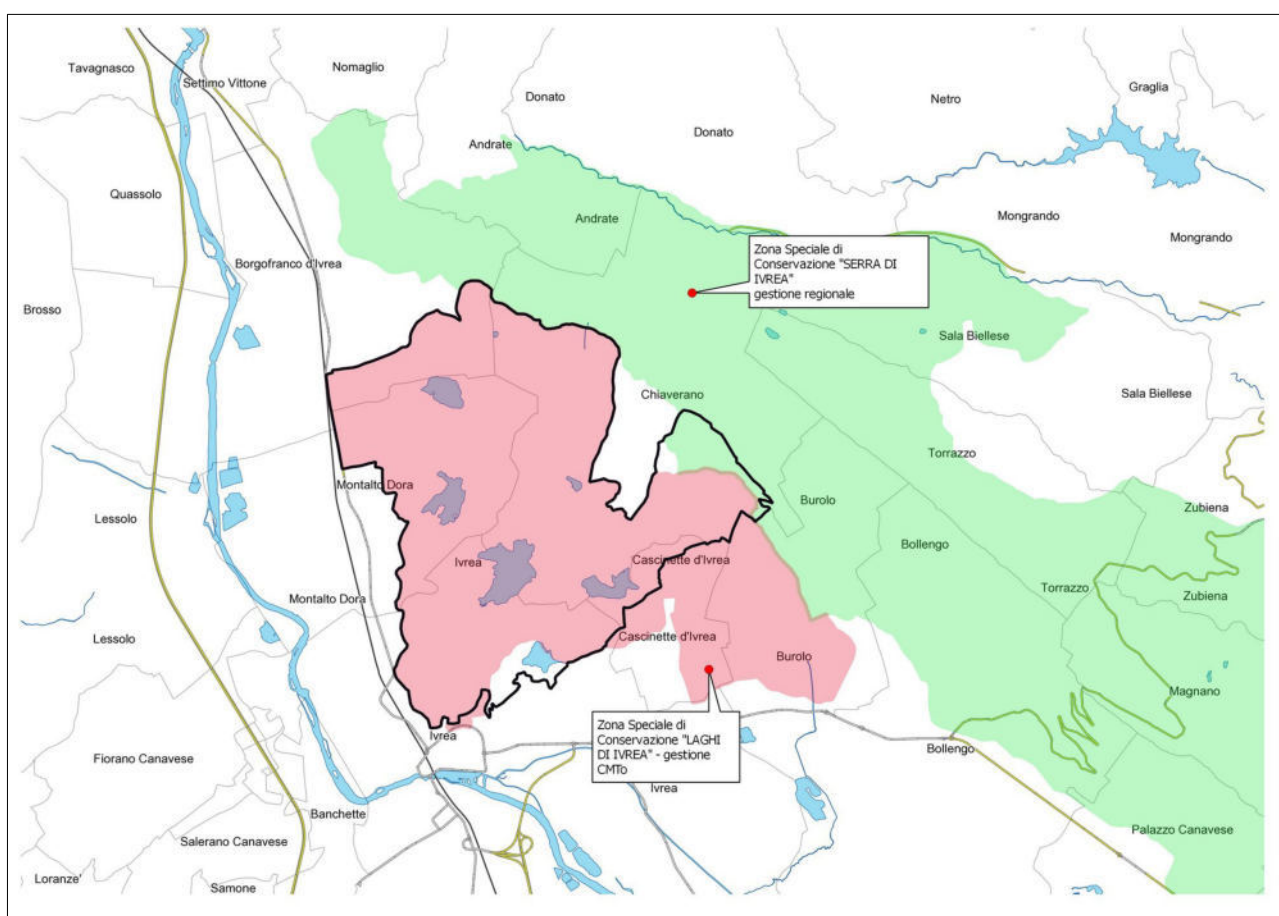 Tavagnasco
Nomaglio
Settimo Vittone
Donato
Netro
Graglia
Donato
Andrate
Quassolo
Andrate
Mongrando
Mongrando
Borgofranco d'Ivrea
Zona Speciale di
Conservazione "SERRA DI
IVREA"
gestione regionale
Brosso
Sala Biellese
Chiaverano
Sala Biellese
Torrazzo
Montalto Dora
Burolo
Zubiena
Lessolo
Bollengo
Ivrea
Cascinette d'Ivrea
Torrazzo
Zubiena
Montalto Dora
Lessolo
Cascinette d'Ivrea
Burolo
Magnano
Zona Speciale di
Conservazione "LAGHI
DI IVREA" - gestione
CMTo
Ivrea
Bollengo
Fiorano Canavese
Ivrea
Banchette
Palazzo Canavese
Salerano Canavese
Loranze'
Samone